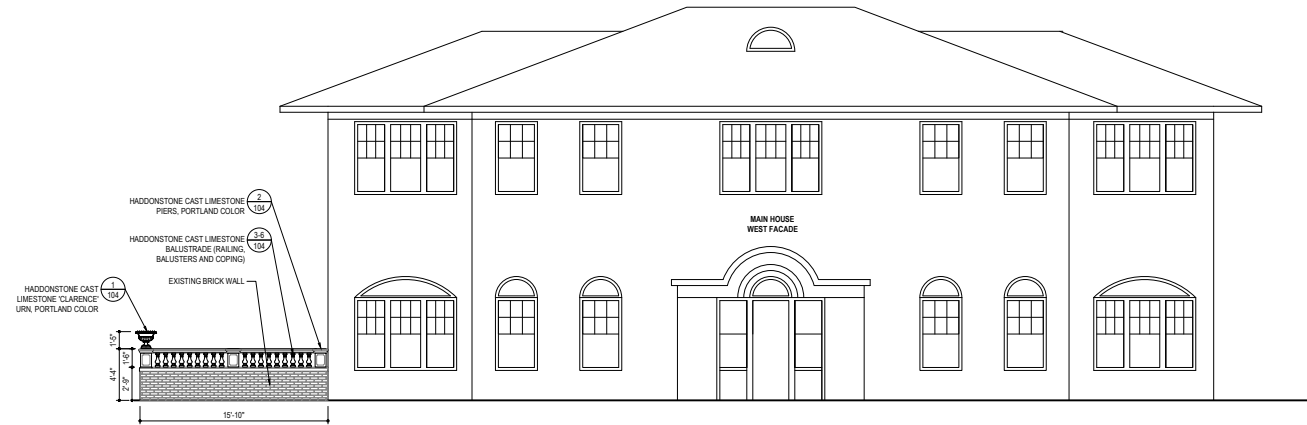 HADDONSTONE CAST LIMESTONE
PIERS, PORTLAND COLOR
2
104
HADDONSTONE CAST LIMESTONE
BALUSTRADE (RAILING,
BALUSTERS AND COPING)
3-6
104
EXISTING BRICK WALL
HADDONSTONE CAST
LIMESTONE 'CLARENCE'
URN, PORTLAND COLOR
1
104
MAIN HOUSE
WEST FACADE
1'-5"
1'-6"
4'-4"
2'-9"
15'-10"